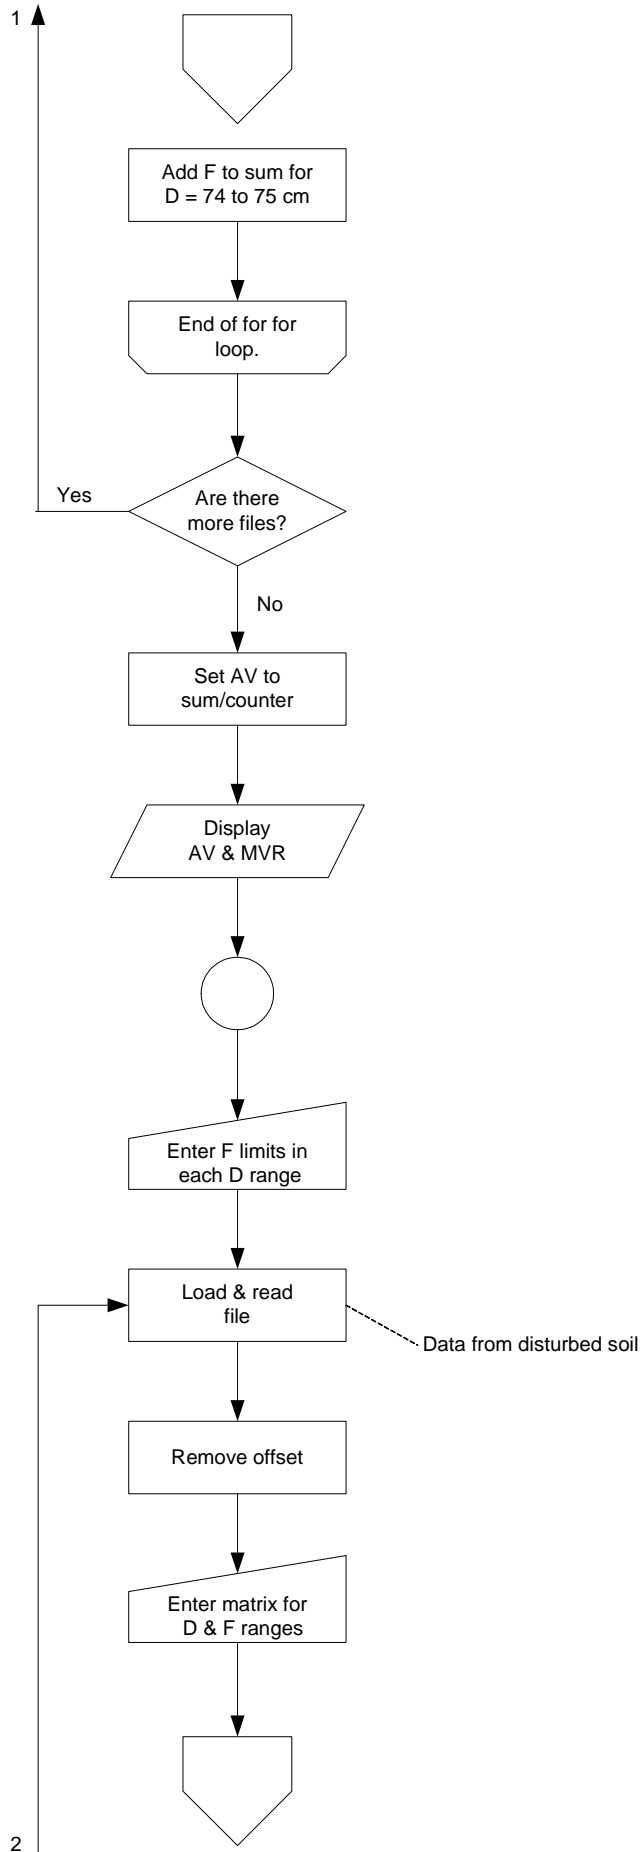 1
Add F to sum for
D = 74 to 75 cm
End of for for
loop.
Yes
Are there
more files?
No
Set AV to
sum/counter
Display
AV & MVR
Enter F limits in
each D range
Load & read
file
Data from disturbed soil
Remove offset
Enter matrix for
D & F ranges
2